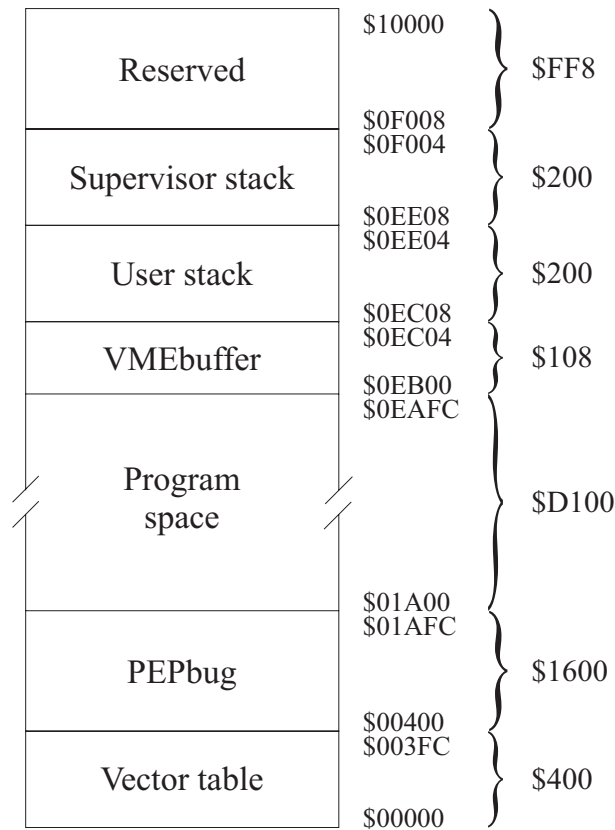 $10000
Reserved
$FF8
$0F008
$0F004
Supervisor stack
$200
$0EE08
$0EE04
User stack
$200
$0EC08
$0EC04
VMEbuffer
$108
$0EB00
$0EAFC
Program
space
$D100
$01A00
$01AFC
PEPbug
$1600
$00400
$003FC
Vector table
$400
$00000